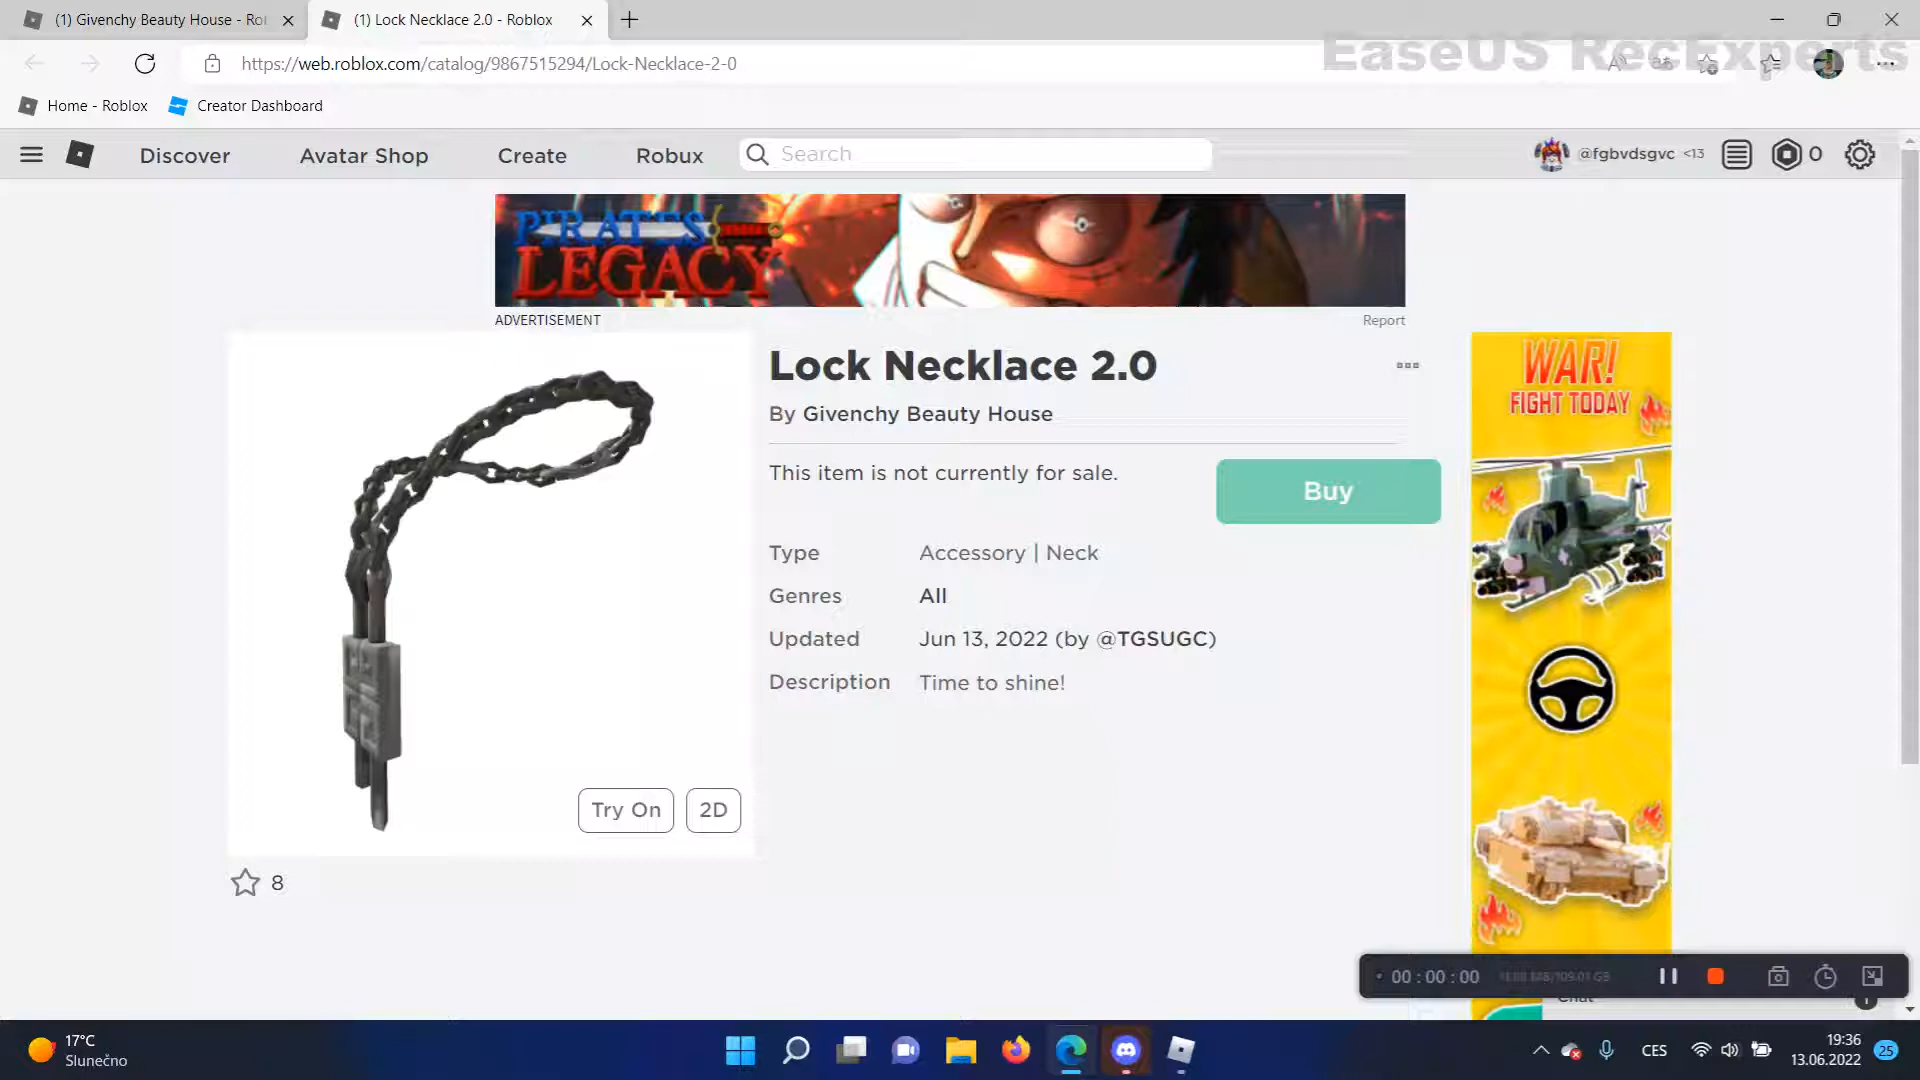 (1) Givenchy Beauty House - Ro
(1) Lock Necklace 2.0 - Roblox
EaseUS RecExperts
https://web.roblox.com/catalog/9867515294/Lock-Necklace-2-0
Home - Roblox
Creator Dashboard
Discover
Avatar Shop
Create
Robux
Search
@fgbvdsgvc <13
0
PIRATES
LEGACY
ADVERTISEMENT
Report
Lock Necklace 2.0
By Givenchy Beauty House
This item is not currently for sale.
Buy
Type
Accessory | Neck
Genres
All
Updated
Jun 13, 2022 (by @TGSUGC)
Description
Time to shine!
Try On
2D
8
WAR!
FIGHT TODAY
00:00:00
Chat
17°C
Slunečno
CES
19:36
13.06.2022
25